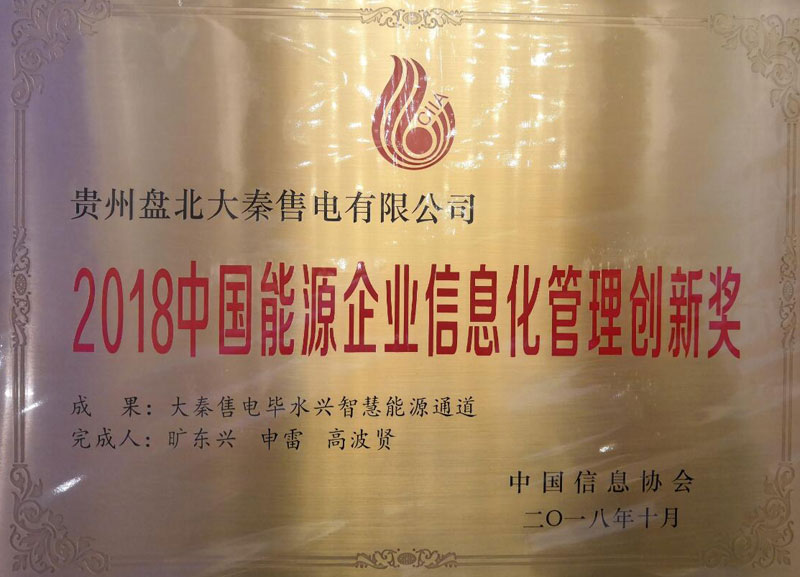 CIIA
贵州盘北大秦售电有限公司
2018中国能源企业信息化管理创新奖
成　果：大秦售电毕水兴智慧能源通道
完成人：旷东兴　申雷　高波贤
中国信息协会
二〇一八年十月